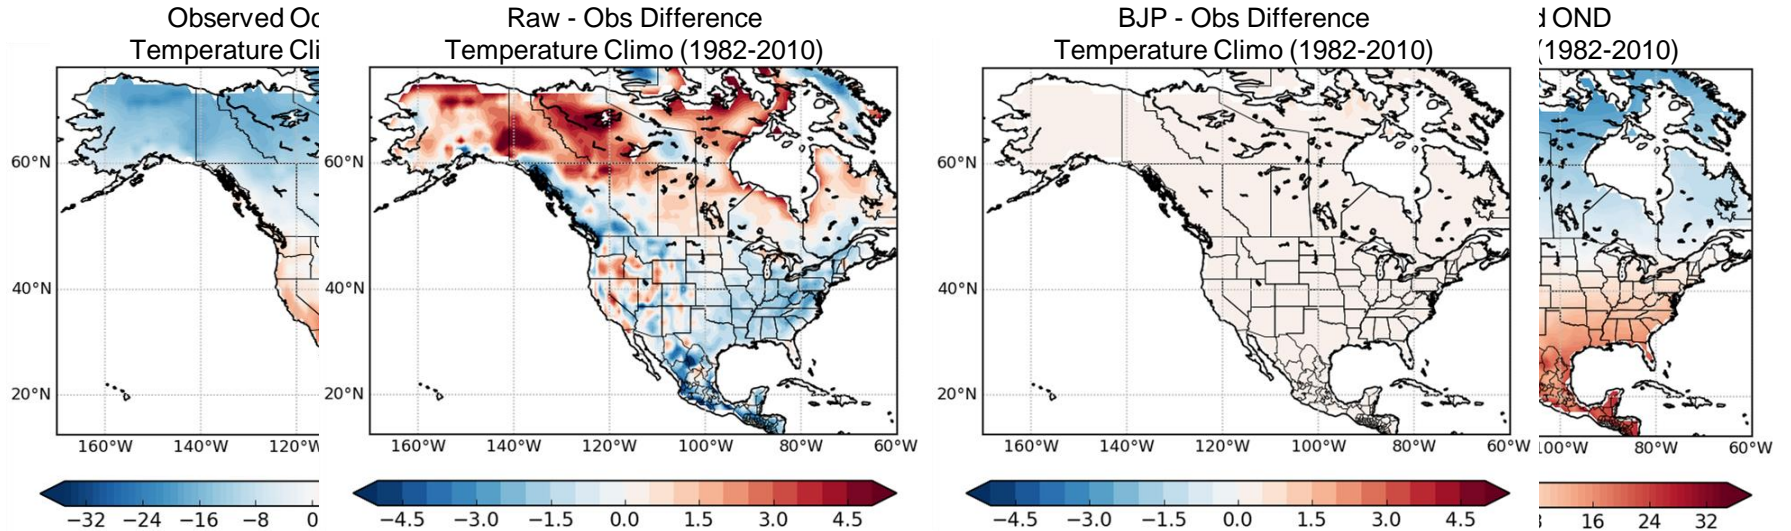 Observed Oc
Temperature Cli
Raw - Obs Difference
Temperature Climo (1982-2010)
BJP - Obs Difference
Temperature Climo (1982-2010)
d OND
(1982-2010)
60°N
40°N
20°N
160°W 140°W 120°W
−32 −24 −16 −8 0
60°N
40°N
20°N
160°W 140°W 120°W 100°W 80°W 60°W
−4.5 −3.0 −1.5 0.0 1.5 3.0 4.5
60°N
40°N
20°N
160°W 140°W 120°W 100°W 80°W 60°W
−4.5 −3.0 −1.5 0.0 1.5 3.0 4.5
100°W 80°W 60°W
16 24 32